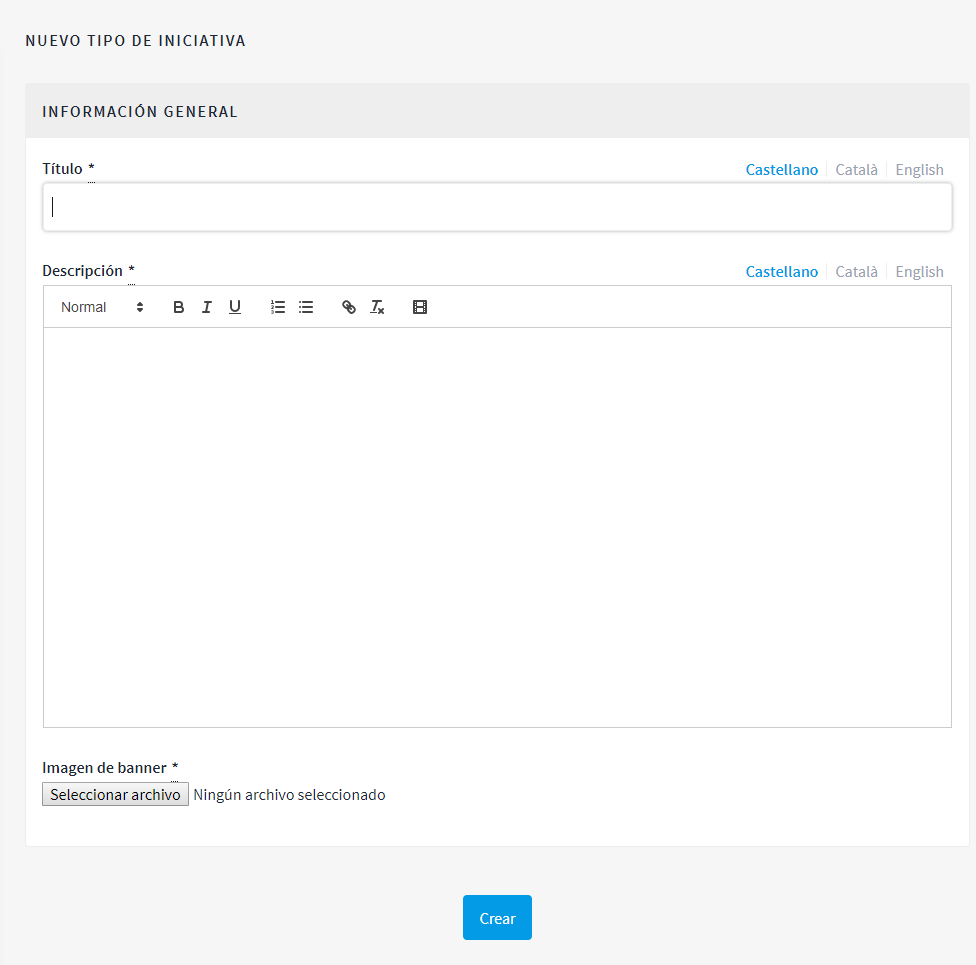 NUEVO TIPO DE INICIATIVA
INFORMACIÓN GENERAL
Título * Castellano Català English
Descripción * Castellano Català English
Normal B I U
Imagen de banner *
Seleccionar archivo Ningún archivo seleccionado
Crear